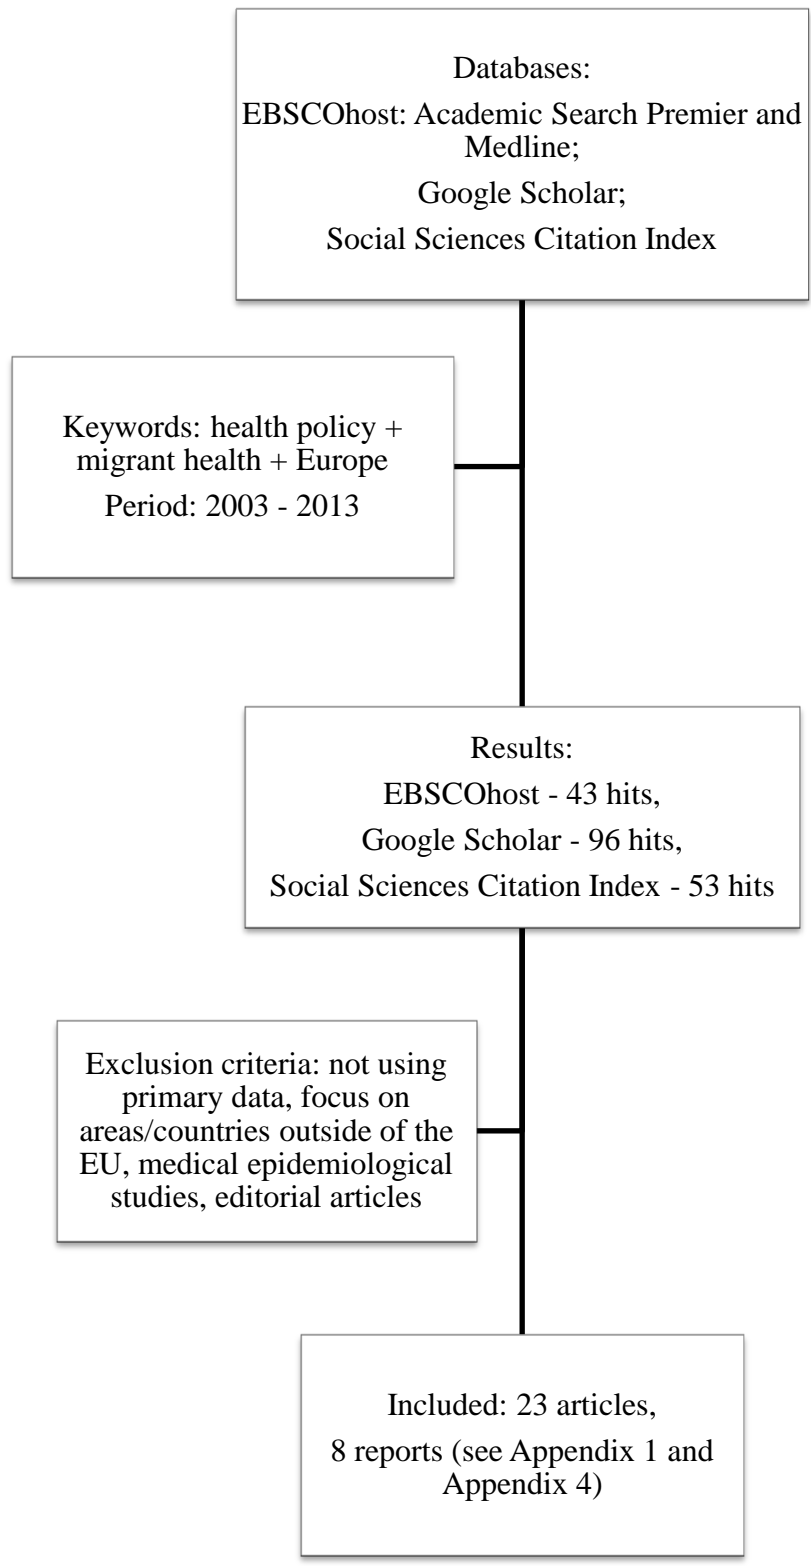 Databases:
EBSCOhost: Academic Search Premier and
Medline;
Google Scholar;
Social Sciences Citation Index
Keywords: health policy +
migrant health + Europe
Period: 2003 - 2013
Results:
EBSCOhost - 43 hits,
Google Scholar - 96 hits,
Social Sciences Citation Index - 53 hits
Exclusion criteria: not using
primary data, focus on
areas/countries outside of the
EU, medical epidemiological
studies, editorial articles
Included: 23 articles,
8 reports (see Appendix 1 and
Appendix 4)